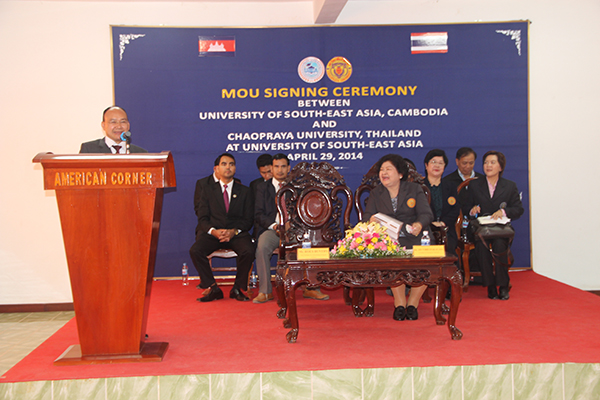 MOU SIGNING CEREMONY
BETWEEN
UNIVERSITY OF SOUTH-EAST ASIA, CAMBODIA
AND
CHAOPRAYA UNIVERSITY, THAILAND
AT UNIVERSITY OF SOUTH-EAST ASIA
APRIL 29, 2014
AMERICAN CORNER